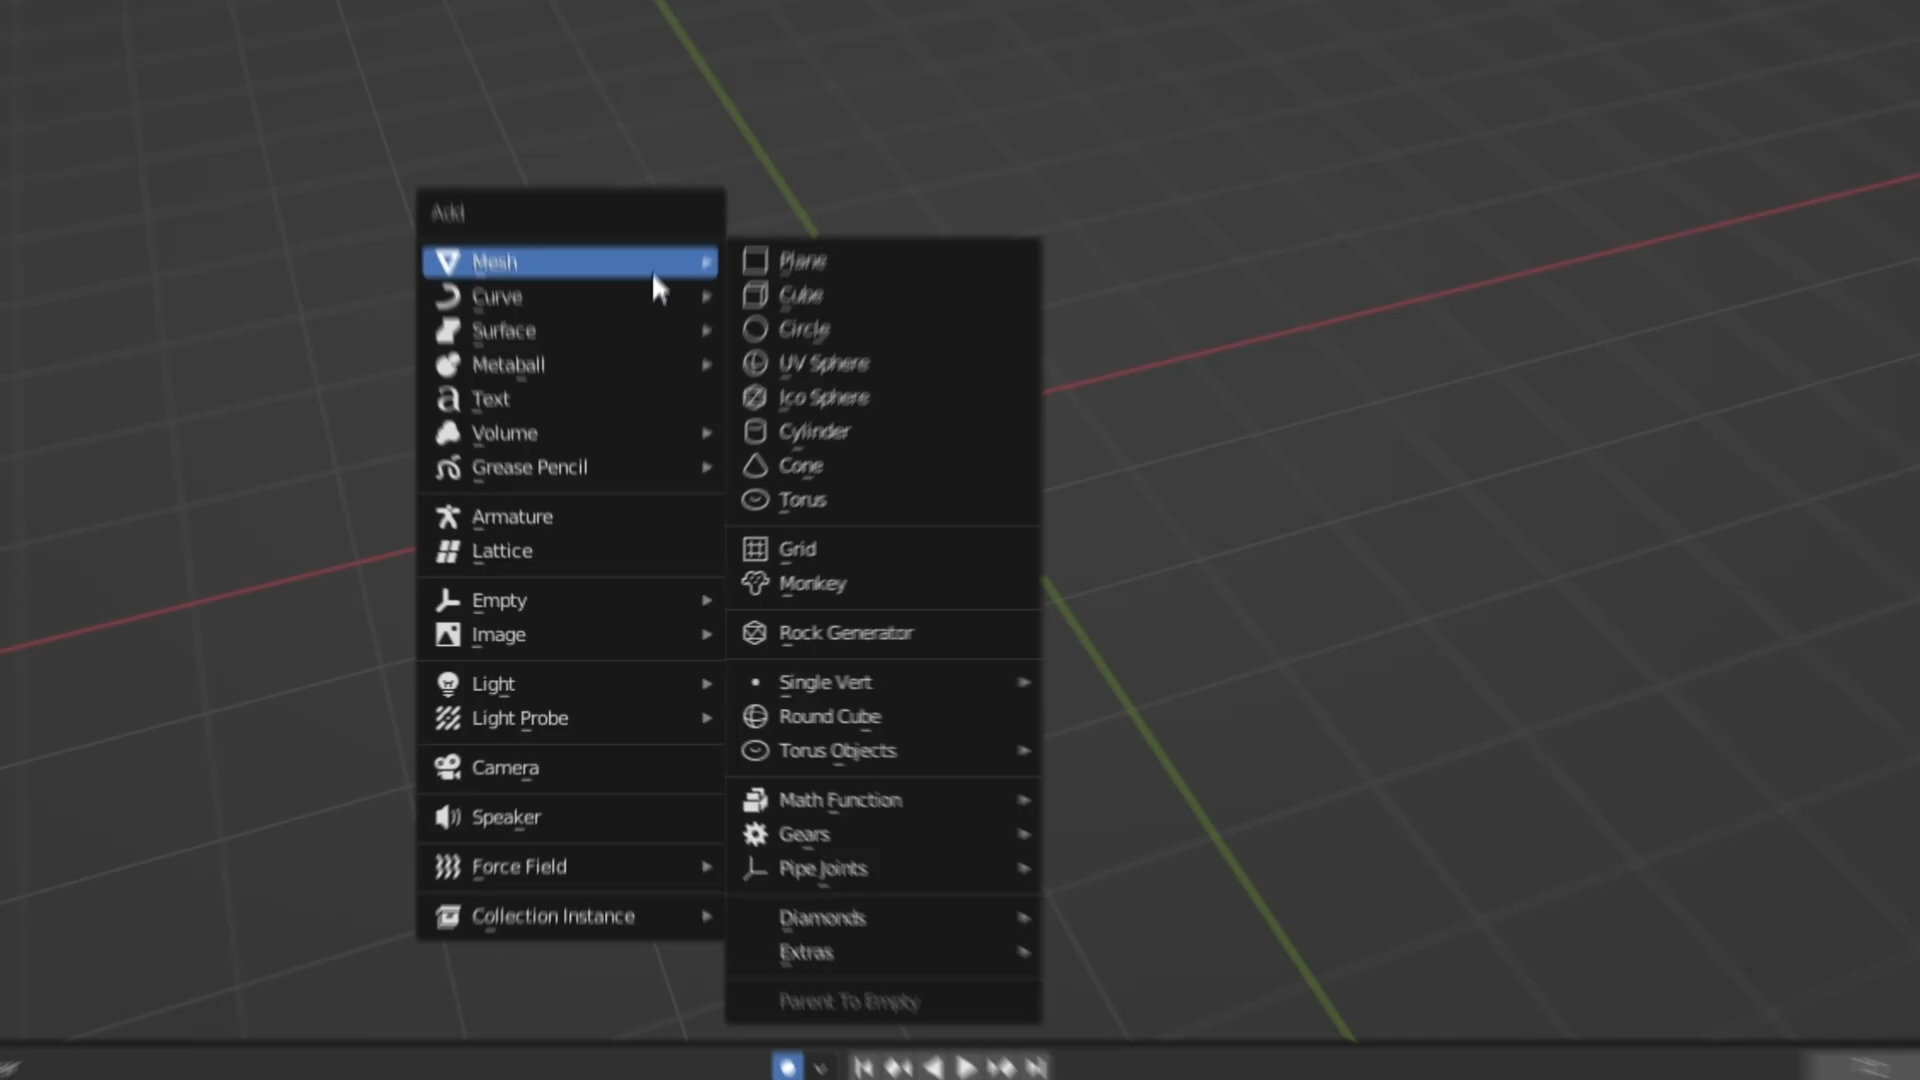 Add
Mesh
Curve
Surface
Metaball
Text
Volume
Grease Pencil
Armature
Lattice
Empty
Image
Light
Light Probe
Camera
Speaker
Force Field
Collection Instance
Plane
Cube
Circle
UV Sphere
Ico Sphere
Cylinder
Cone
Torus
Grid
Monkey
Rock Generator
Single Vert
Round Cube
Torus Objects
Math Function
Gears
Pipe Joints
Diamonds
Extras
Parent To Empty